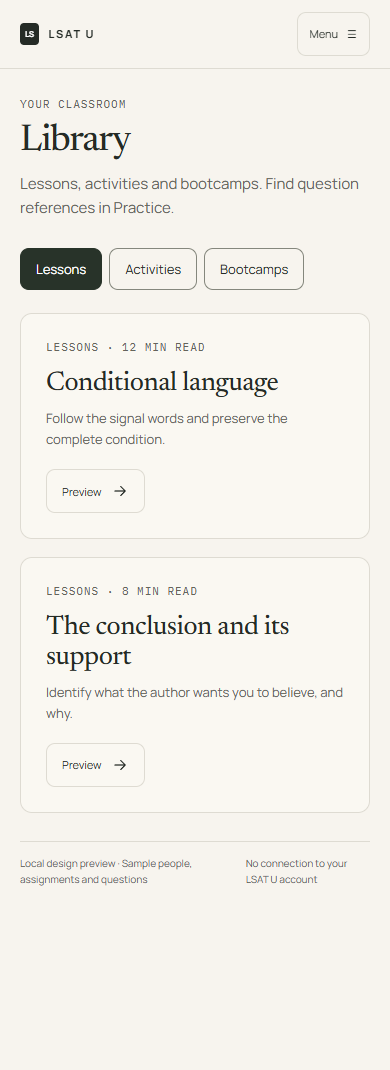 LS LSAT U
Menu ☰
YOUR CLASSROOM
Library
Lessons, activities and bootcamps. Find question
references in Practice.
Lessons Activities Bootcamps
LESSONS · 12 MIN READ
Conditional language
Follow the signal words and preserve the
complete condition.
Preview →
LESSONS · 8 MIN READ
The conclusion and its
support
Identify what the author wants you to believe, and
why.
Preview →
Local design preview · Sample people,
assignments and questions
No connection to your
LSAT U account